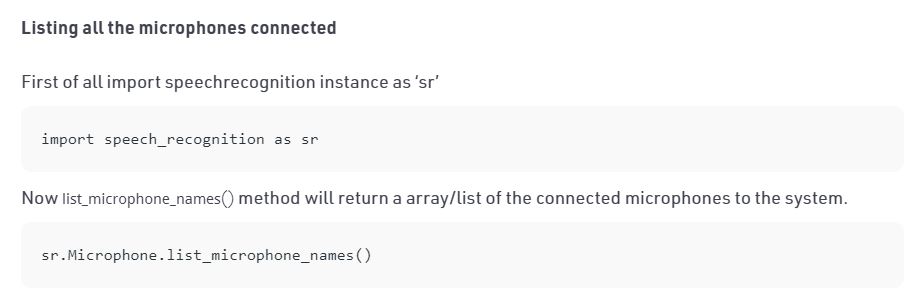 Listing all the microphones connected
First of all import speechrecognition instance as ‘sr’
import speech_recognition as sr
Now list_microphone_names() method will return a array/list of the connected microphones to the system.
sr.Microphone.list_microphone_names()